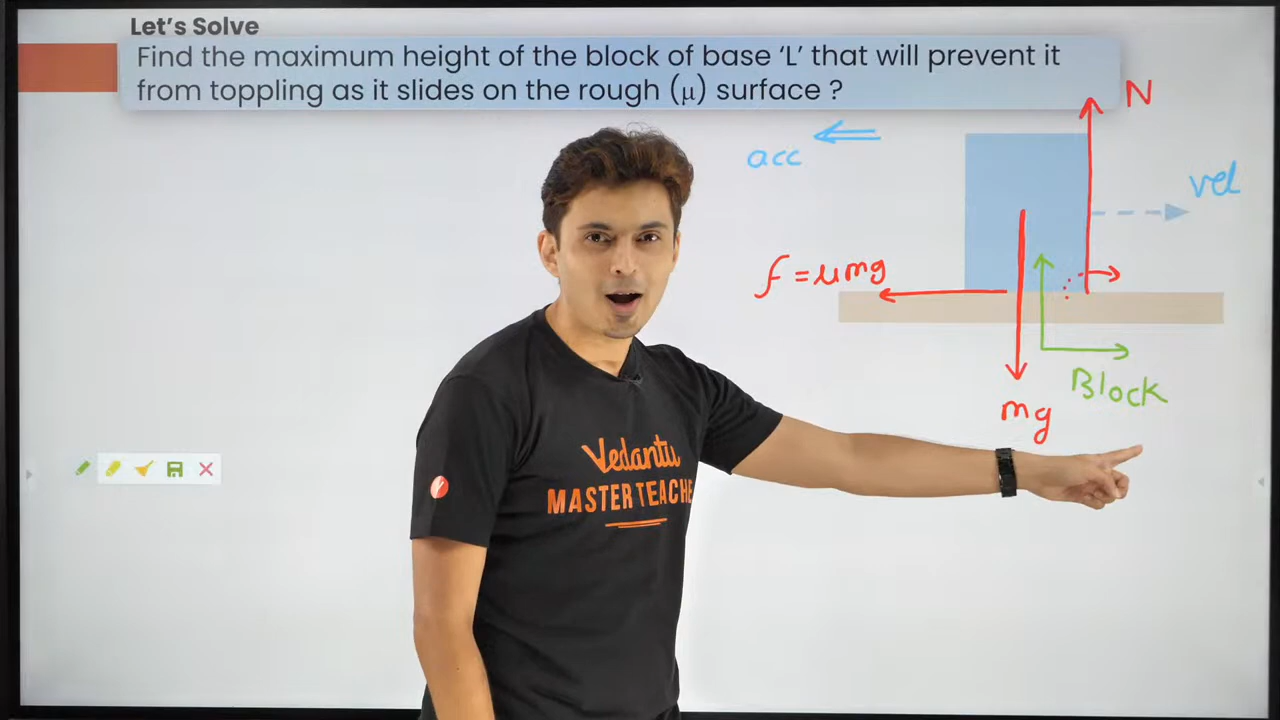 Let's Solve
Find the maximum height of the block of base 'L' that will prevent it
from toppling as it slides on the rough (μ) surface ?
N
acc
vel
f = μmg
Block
mg
Vedantu
MASTER TEACHE